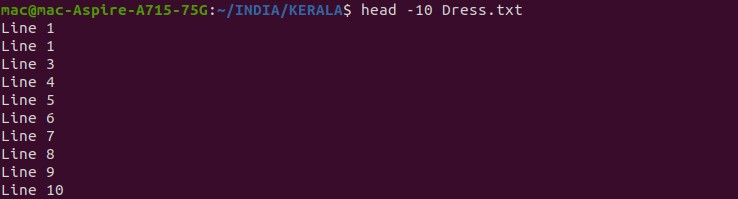 mac@mac-Aspire-A715-75G:~/INDIA/KERALA$ head -10 Dress.txt
Line 1
Line 1
Line 3
Line 4
Line 5
Line 6
Line 7
Line 8
Line 9
Line 10